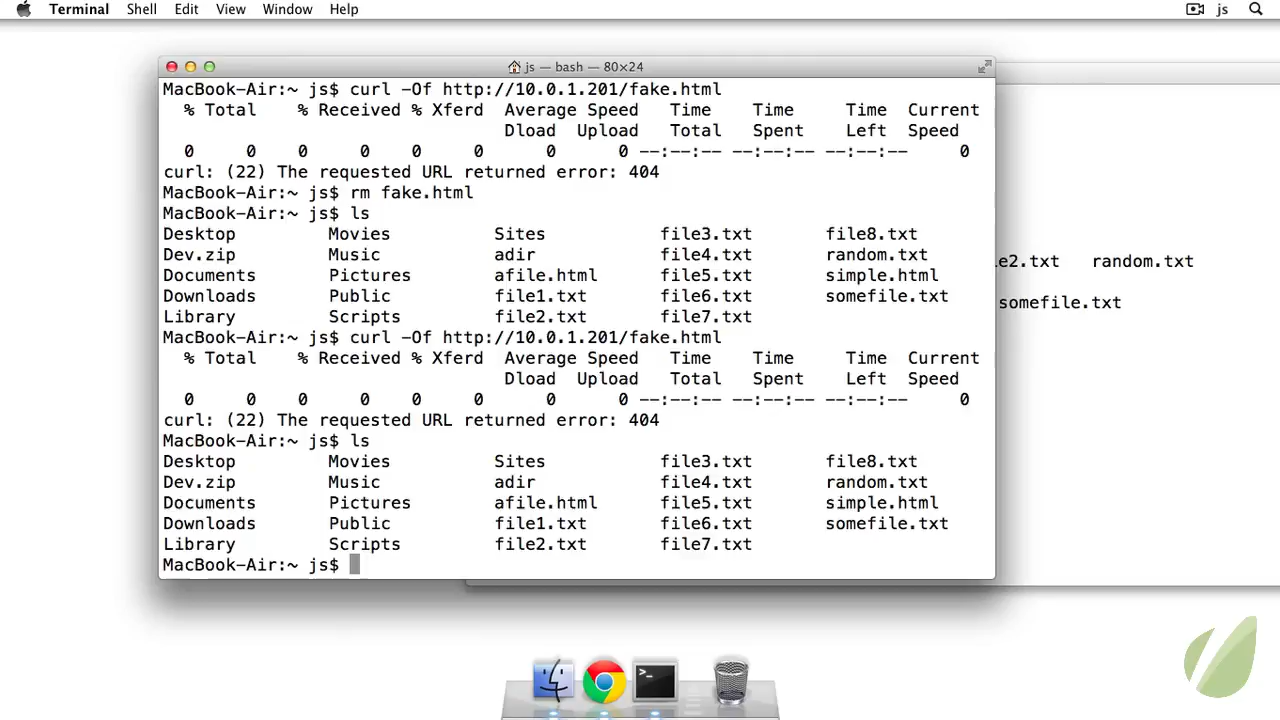 Terminal Shell Edit View Window Help js
js — bash — 80×24
MacBook-Air:~ js$ curl -Of http://10.0.1.201/fake.html
% Total % Received % Xferd Average Speed Time Time Time Current
Dload Upload Total Spent Left Speed
0 0 0 0 0 0 0 0 --:--:-- --:--:-- --:--:-- 0
curl: (22) The requested URL returned error: 404
MacBook-Air:~ js$ rm fake.html
MacBook-Air:~ js$ ls
Desktop Movies Sites file3.txt file8.txt
Dev.zip Music adir file4.txt random.txt
Documents Pictures afile.html file5.txt simple.html
Downloads Public file1.txt file6.txt somefile.txt
Library Scripts file2.txt file7.txt
MacBook-Air:~ js$ curl -Of http://10.0.1.201/fake.html
% Total % Received % Xferd Average Speed Time Time Time Current
Dload Upload Total Spent Left Speed
0 0 0 0 0 0 0 0 --:--:-- --:--:-- --:--:-- 0
curl: (22) The requested URL returned error: 404
MacBook-Air:~ js$ ls
Desktop Movies Sites file3.txt file8.txt
Dev.zip Music adir file4.txt random.txt
Documents Pictures afile.html file5.txt simple.html
Downloads Public file1.txt file6.txt somefile.txt
Library Scripts file2.txt file7.txt
MacBook-Air:~ js$
e2.txt random.txt
somefile.txt